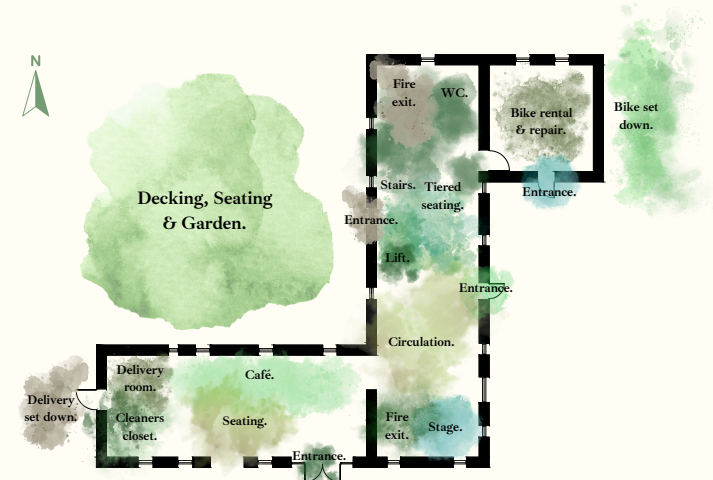 N
Fire
exit.
WC.
Bike rental
& repair.
Bike set
down.
Decking, Seating
& Garden.
Stairs.
Tiered
seating.
Entrance.
Entrance.
Lift.
Entrance.
Circulation.
Delivery
room.
Café.
Delivery
set down.
Cleaners
closet.
Seating.
Fire
exit.
Stage.
Entrance.